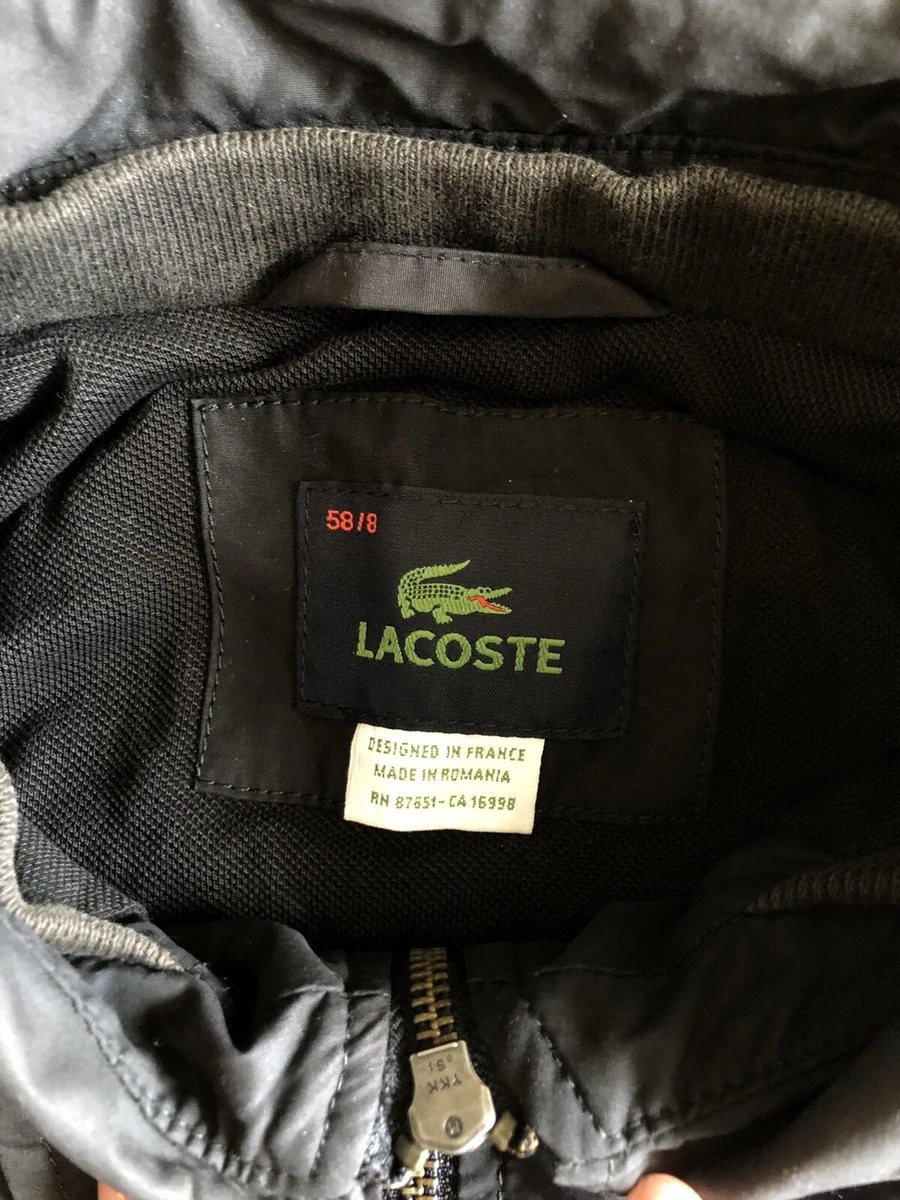 58/8
LACOSTE
DESIGNED IN FRANCE
MADE IN ROMANIA
RN 87651-CA 16998
YKK